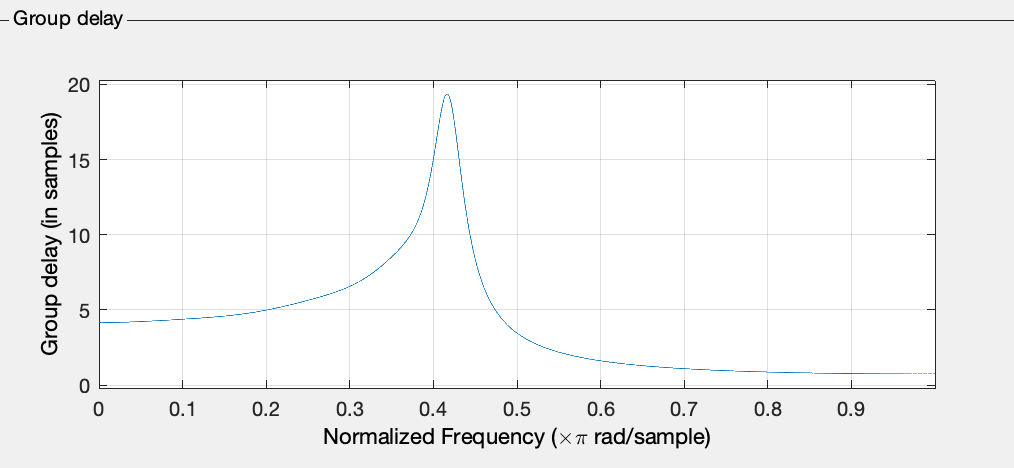 Group delay
20
15
10
5
0
Group delay (in samples)
0 0.1 0.2 0.3 0.4 0.5 0.6 0.7 0.8 0.9
Normalized Frequency (×π rad/sample)